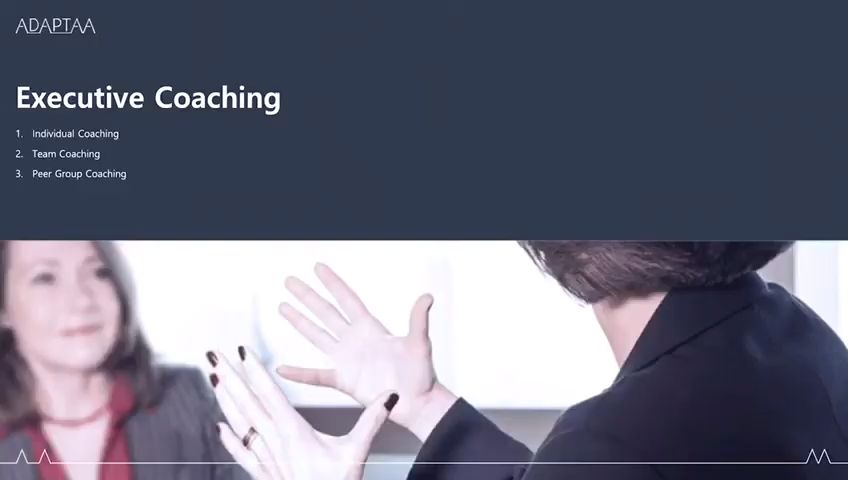 ADAPTAA
Executive Coaching
1. Individual Coaching
2. Team Coaching
3. Peer Group Coaching